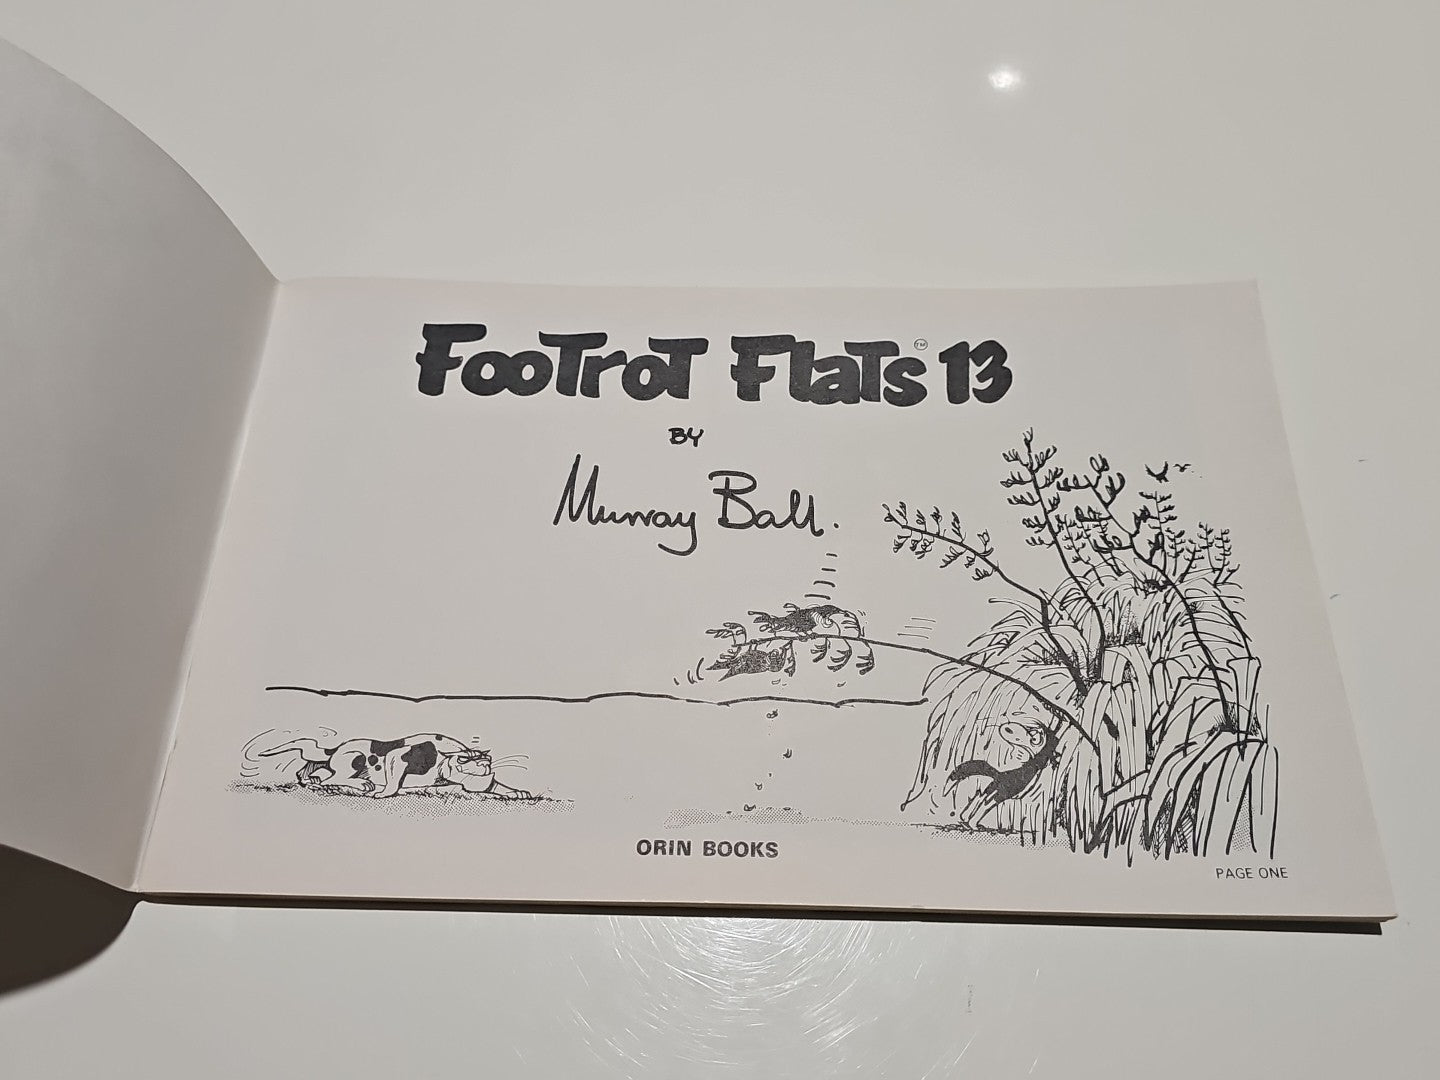 Footrot Flats™ 13
BY
Murray Ball.
ORIN BOOKS
PAGE ONE